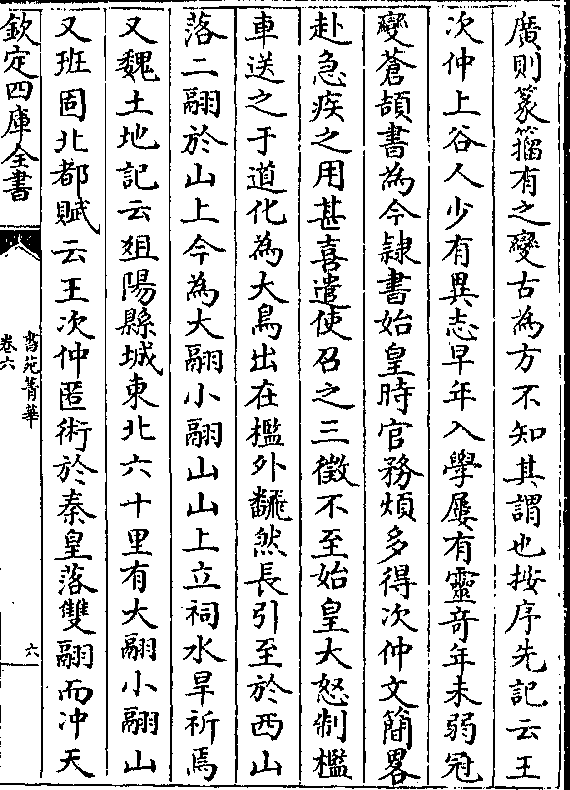 廣則篆籒有之變古為方不知其謂也按序先記云王
次仲上谷人少有異志早年入學屢有靈竒年未弱冠
變蒼頡書為今𨽻書始皇時官務煩多得次仲文簡畧
赴急疾之用甚喜遣使召之三徵不至始皇大怒制檻
車送之于道化為大鳥出在檻外飜然長引至於西山
落二翮於山上今為大翮小翮山山上立祠水旱祈焉
又魏土地記云沮陽縣城東北六十里有大翮小翮山
又班固北都賦云王次仲匿術於秦皇落雙翮而冲天
欽定四庫全書
書苑菁華
卷六
六